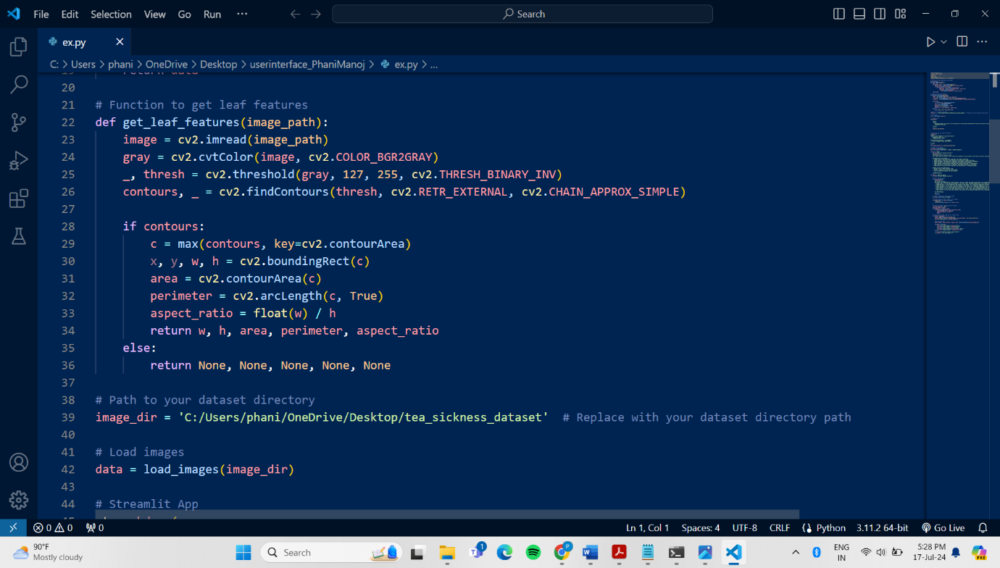 File Edit Selection View Go Run ···
Search
ex.py
C: > Users > phani > OneDrive > Desktop > userinterface_PhaniManoj > ex.py > ...
19 return data
20
21 # Function to get leaf features
22 def get_leaf_features(image_path):
23 image = cv2.imread(image_path)
24 gray = cv2.cvtColor(image, cv2.COLOR_BGR2GRAY)
25 _, thresh = cv2.threshold(gray, 127, 255, cv2.THRESH_BINARY_INV)
26 contours, _ = cv2.findContours(thresh, cv2.RETR_EXTERNAL, cv2.CHAIN_APPROX_SIMPLE)
27
28 if contours:
29 c = max(contours, key=cv2.contourArea)
30 x, y, w, h = cv2.boundingRect(c)
31 area = cv2.contourArea(c)
32 perimeter = cv2.arcLength(c, True)
33 aspect_ratio = float(w) / h
34 return w, h, area, perimeter, aspect_ratio
35 else:
36 return None, None, None, None, None
37
38 # Path to your dataset directory
39 image_dir = 'C:/Users/phani/OneDrive/Desktop/tea_sickness_dataset'  # Replace with your dataset directory path
40
41 # Load images
42 data = load_images(image_dir)
43
44 # Streamlit App
0 0 0 Ln 1, Col 1 Spaces: 4 UTF-8 CRLF Python 3.11.2 64-bit Go Live
90°F
Mostly cloudy
Search
1
P
PRE
ENG
IN
5:28 PM
17-Jul-24